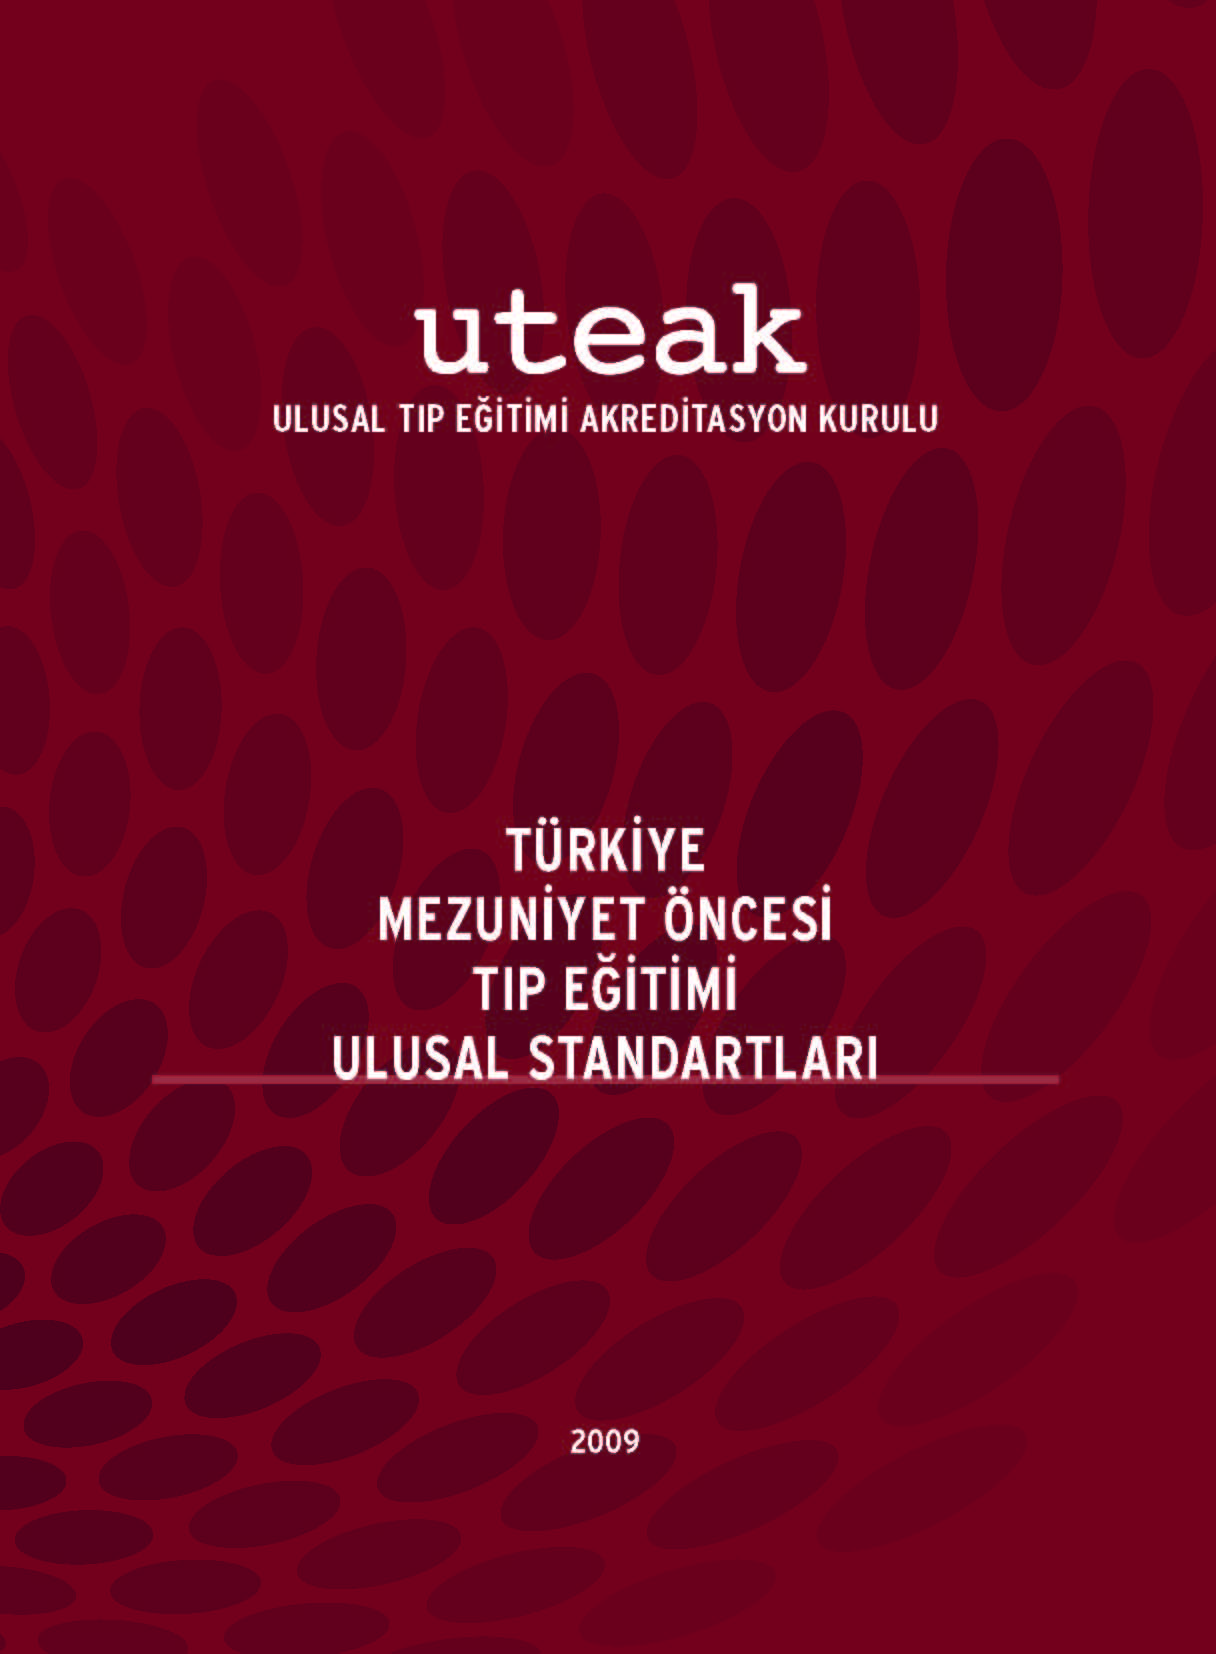 uteak
ULUSAL TIP EĞİTİMİ AKREDİTASYON KURULU
TÜRKİYE
MEZUNİYET ÖNCESİ
TIP EĞİTİMİ
ULUSAL STANDARTLARI
2009